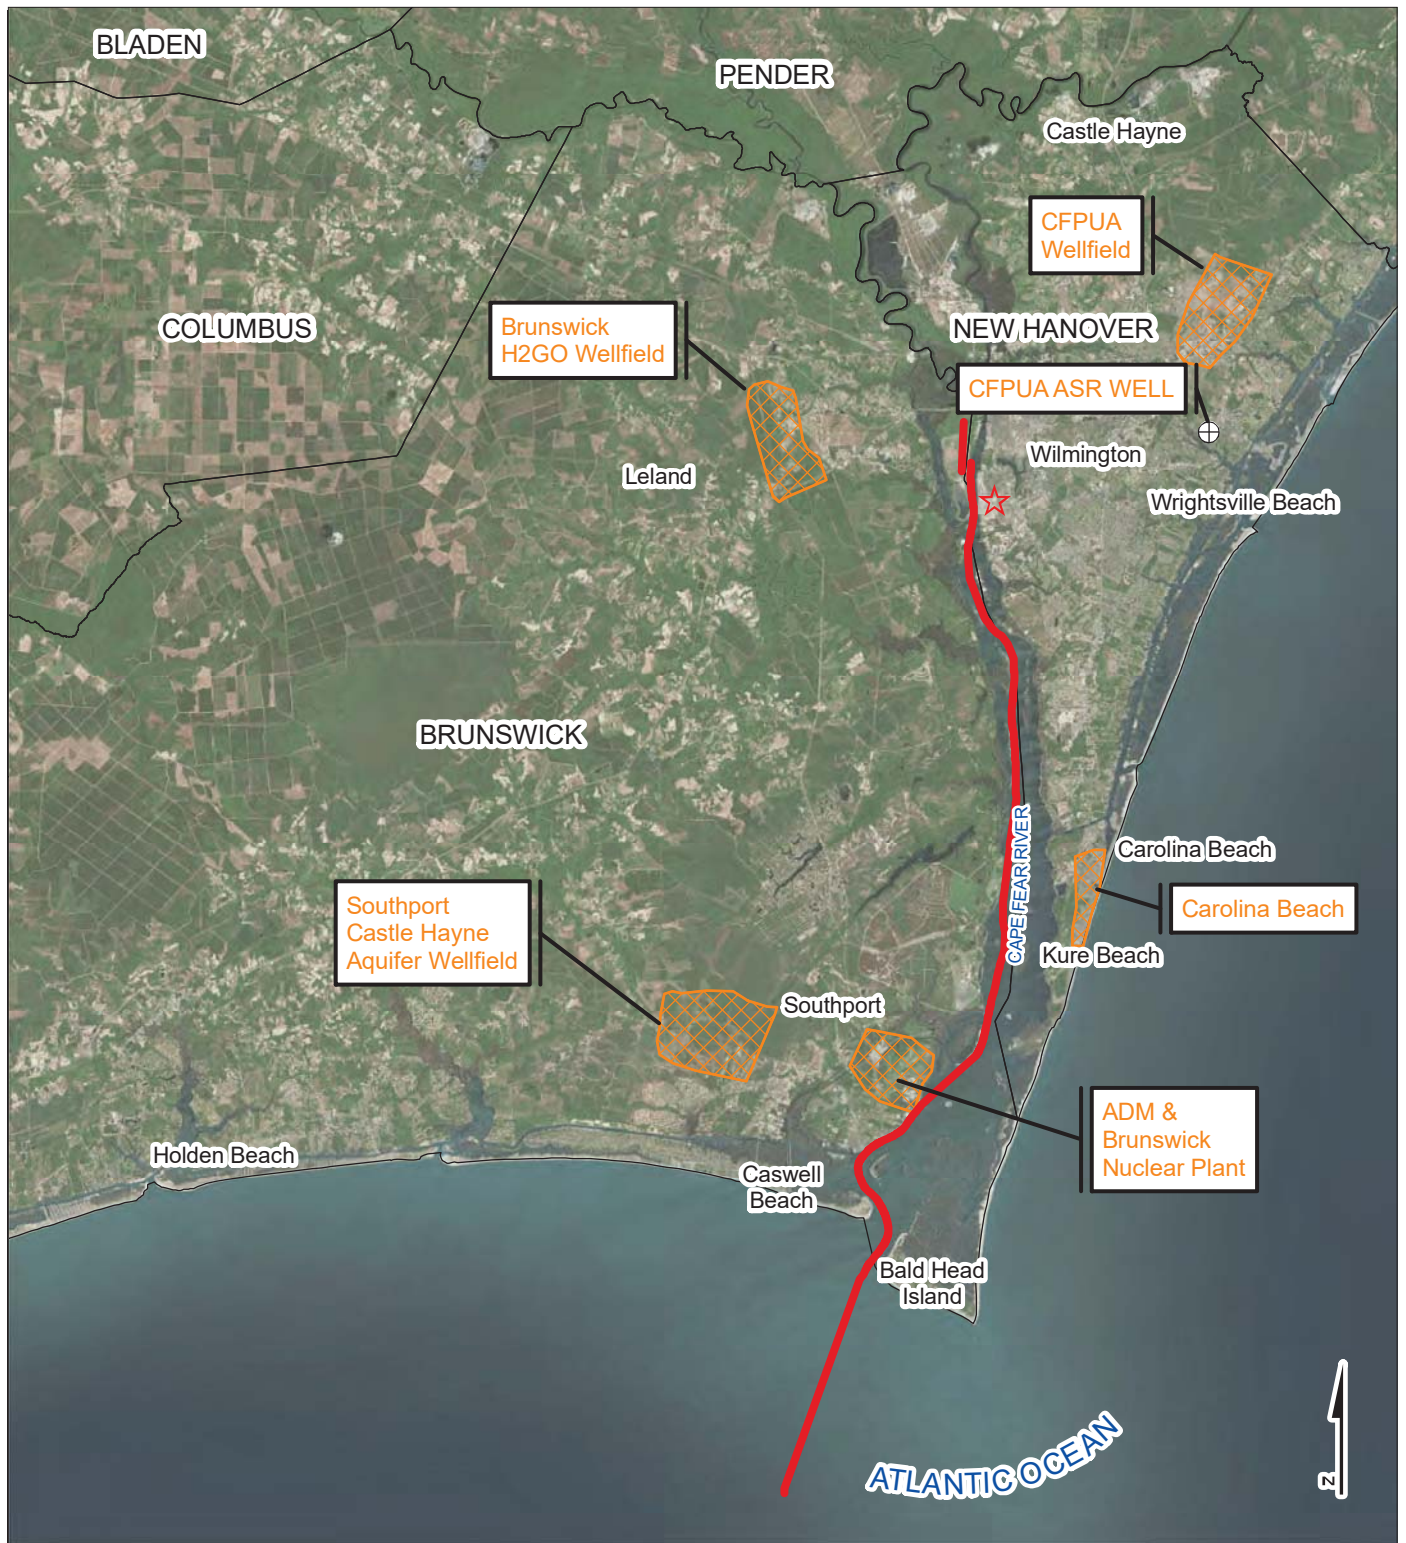 BLADEN
PENDER
Castle Hayne
CFPUA
Wellfield
COLUMBUS
Brunswick
H2GO Wellfield
NEW HANOVER
CFPUA ASR WELL
Wilmington
Leland
Wrightsville Beach
BRUNSWICK
CAPE FEAR RIVER
Carolina Beach
Carolina Beach
Southport
Castle Hayne
Aquifer Wellfield
Kure Beach
Southport
ADM &
Brunswick
Nuclear Plant
Holden Beach
Caswell
Beach
Bald Head
Island
ATLANTIC OCEAN
N